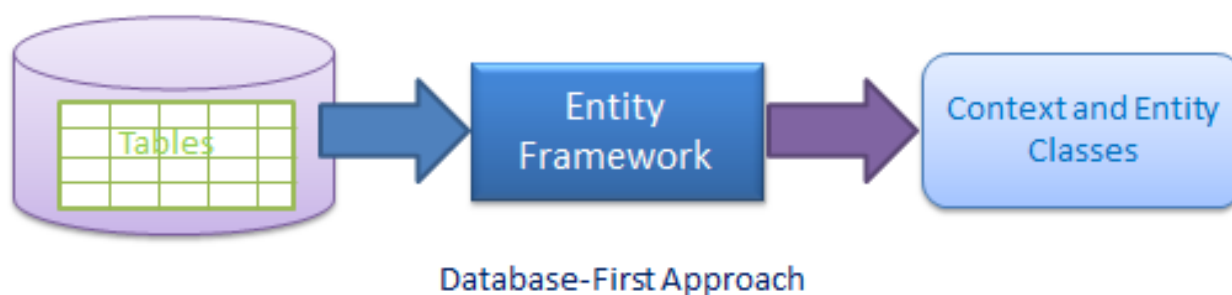 Tables
Entity
Framework
Context and Entity
Classes
Database-First Approach